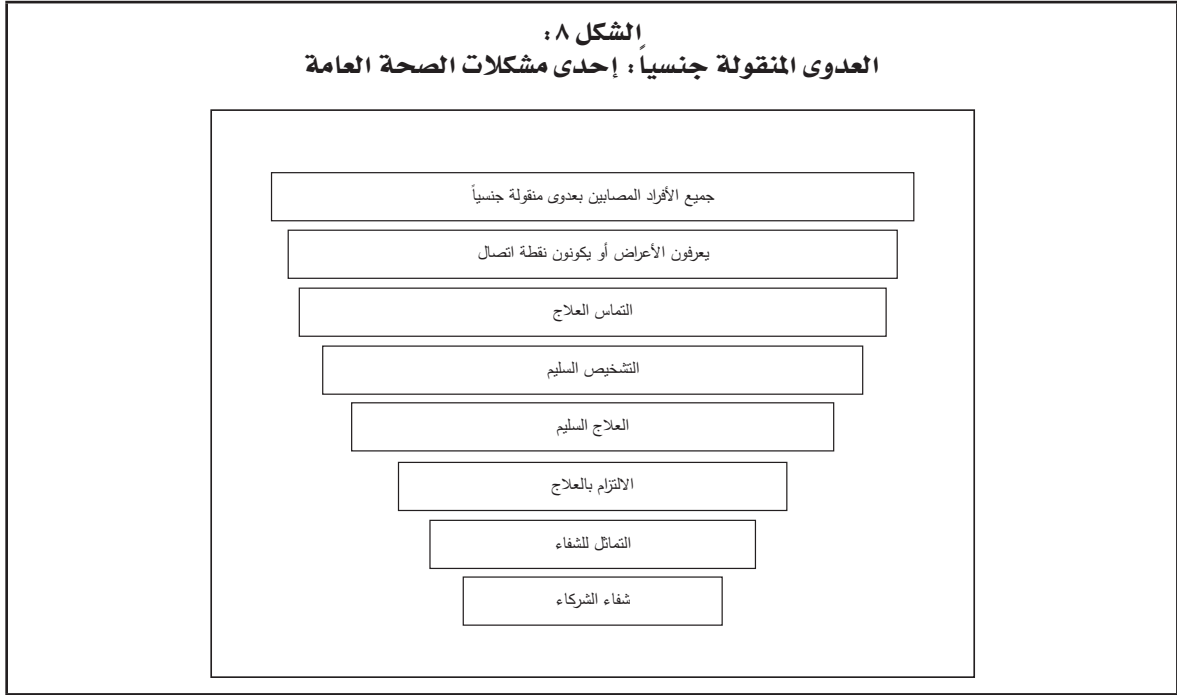 الشكل ٨:
العدوى المنقولة جنسياً: إحدى مشكلات الصحة العامة
جميع الأفراد المصابين بعدوى منقولة جنسياً
يعرفون الأعراض أو يكونون نقطة اتصال
التماس العلاج
التشخيص السليم
العلاج السليم
الالتزام بالعلاج
التماثل للشفاء
شفاء الشركاء